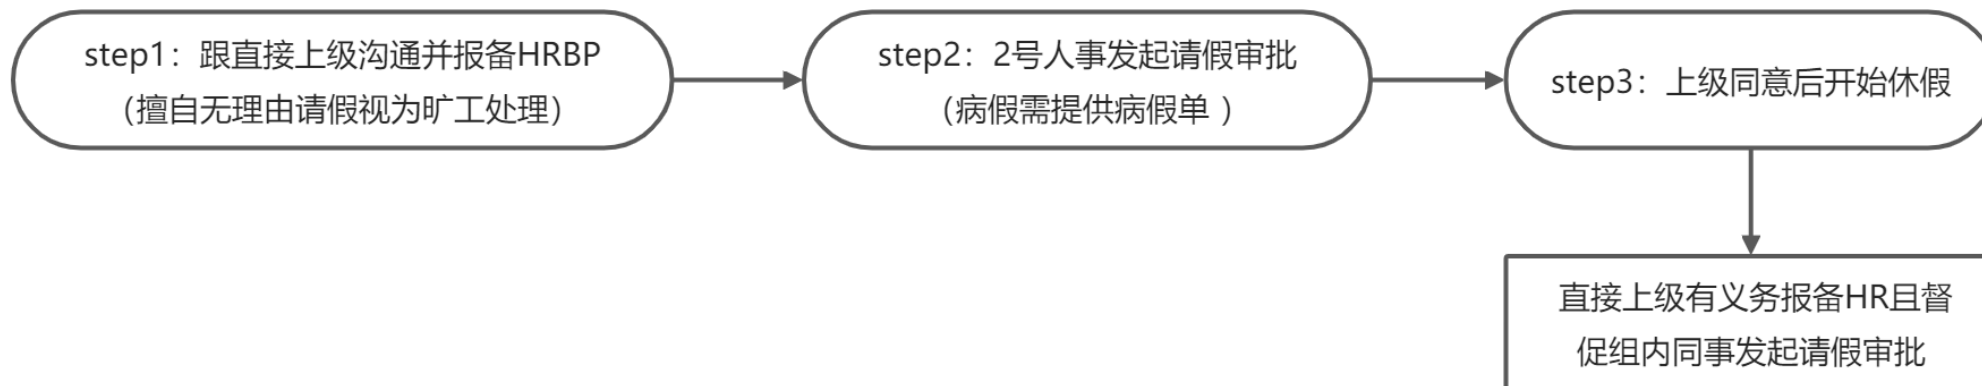 step1：跟直接上级沟通并报备HRBP
（擅自无理由请假视为旷工处理）
step2：2号人事发起请假审批
（病假需提供病假单 ）
step3：上级同意后开始休假
直接上级有义务报备HR且督
促组内同事发起请假审批